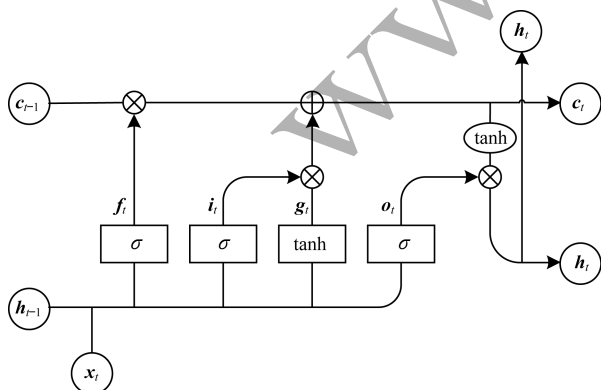 h_t
c_{t-1}
c_t
tanh
f_t
i_t
g_t
o_t
σ
σ
tanh
σ
h_t
h_{t-1}
x_t